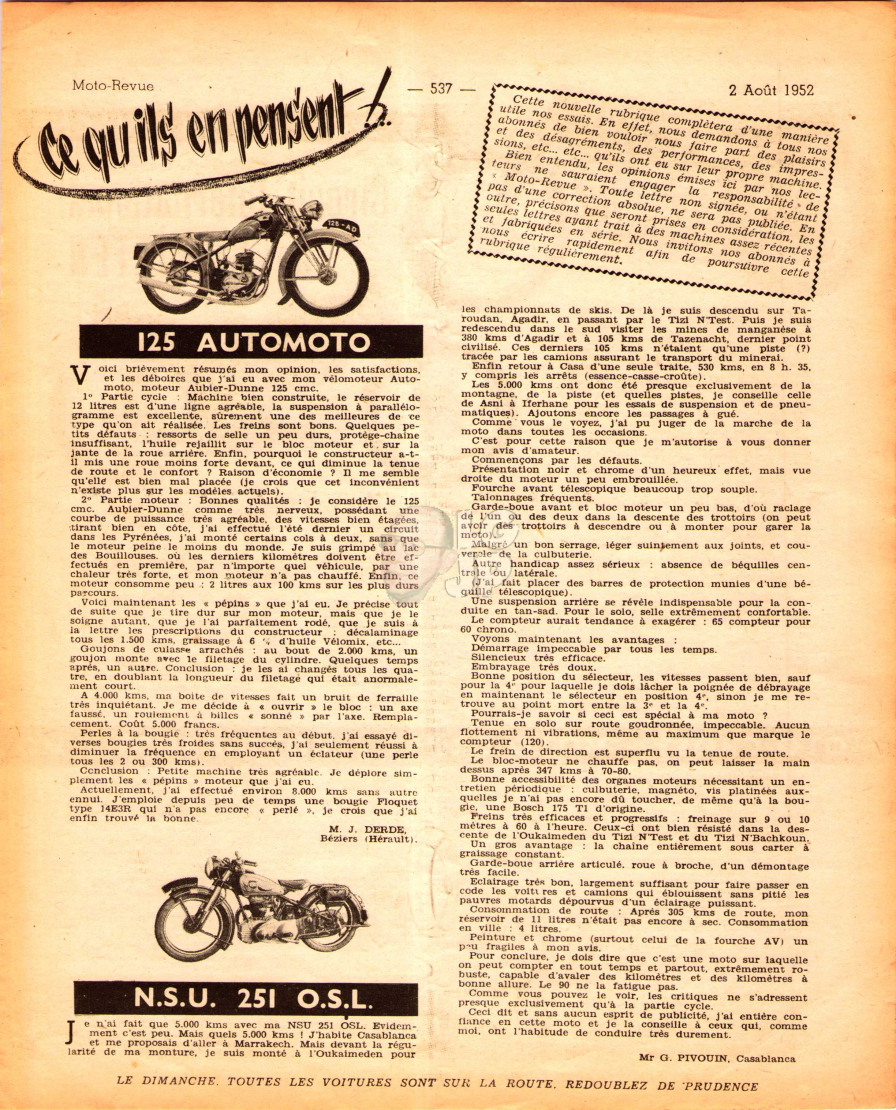 Moto-Revue
— 537 —
2 Août 1952
Ce qu'ils en pensent !..
Cette nouvelle rubrique complètera d'une manière
utile nos essais. En effet, nous demandons à tous nos
abonnés de bien vouloir nous faire part des plaisirs
et des désagréments, des performances, des impres-
sions, etc... etc... qu'ils ont eu sur leur propre machine.
Bien entendu, les opinions émises ici par nos lec-
teurs ne sauraient engager la responsabilité de
« Moto-Revue ». Toute lettre non signée, ou n'étant
pas d'une correction absolue, ne sera pas publiée. En
outre, précisons que seront prises en considération, les
seules lettres ayant trait à des machines assez récentes
et fabriquées en série. Nous invitons nos abonnés à
nous écrire rapidement afin de poursuivre cette
rubrique régulièrement.
125-AD
125 AUTOMOTO
Voici brièvement résumés mon opinion, les satisfactions,
et les déboires que j'ai eu avec mon vélomoteur Auto-
moto, moteur Aubier-Dunne 125 cmc.
1° Partie cycle : Machine bien construite, le réservoir de
12 litres est d'une ligne agréable, la suspension à parallélo-
gramme est excellente, sûrement une des meilleures de ce
type qu'on ait réalisée. Les freins sont bons. Quelques pe-
tits défauts : ressorts de selle un peu durs, protège-chaine
insuffisant, l'huile rejaillit sur le bloc moteur et sur la
jante de la roue arrière. Enfin, pourquoi le constructeur a-t-
il mis une roue moins forte devant, ce qui diminue la tenue
de route et le confort ? Raison d'économie ? Il me semble
qu'elle est bien mal placée (je crois que cet inconvénient
n'existe plus sur les modèles actuels).
2° Partie moteur : Bonnes qualités : je considère le 125
cmc. Aubier-Dunne comme très nerveux, possédant une
courbe de puissance très agréable, des vitesses bien étagées,
tirant bien en côte, j'ai effectué l'été dernier un circuit
dans les Pyrénées, j'ai monté certains cols à deux, sans que
le moteur peine le moins du monde. Je suis grimpé au lac
des Bouillouses, où les derniers kilomètres doivent être ef-
fectués en première, par n'importe quel véhicule, par une
chaleur très forte, et mon moteur n'a pas chauffé. Enfin, ce
moteur consomme peu : 2 litres aux 100 kms sur les plus durs
parcours.
Voici maintenant les « pépins » que j'ai eu. Je précise tout
de suite que je tire dur sur mon moteur, mais que je le
soigne autant, que je l'ai parfaitement rodé, que je suis à
la lettre les prescriptions du constructeur : décalaminage
tous les 1.500 kms, graissage à 6 % d'huile Vélomix, etc...
Goujons de culasse arrachés : au bout de 2.000 kms, un
goujon monte avec le filetage du cylindre. Quelques temps
après, un autre. Conclusion : je les ai changés tous les qua-
tre, en doublant la longueur du filetage qui était anormale-
ment court.
A 4.000 kms, ma boite de vitesses fait un bruit de ferraille
très inquiétant. Je me décide à « ouvrir » le bloc : un axe
faussé, un roulement à billes « sonné » par l'axe. Rempla-
cement. Coût 5.000 francs.
Perles à la bougie : très fréquentes au début, j'ai essayé di-
verses bougies très froides sans succès, j'ai seulement réussi à
diminuer la fréquence en employant un éclateur (une perle
tous les 2 ou 300 kms).
Conclusion : Petite machine très agréable. Je déplore sim-
plement les « pépins » moteur que j'ai eu.
Actuellement, j'ai effectué environ 8.000 kms sans autre
ennui. J'emploie depuis peu de temps une bougie Floquet
type 14E3R qui n'a pas encore « perlé », je crois que j'ai
enfin trouvé la bonne.
M. J. DERDE,
Béziers (Hérault).
N.S.U. 251 O.S.L.
Je n'ai fait que 5.000 kms avec ma NSU 251 OSL. Evidem-
ment c'est peu. Mais quels 5.000 kms ! J'habite Casablanca
et me proposais d'aller à Marrakech. Mais devant la régu-
larité de ma monture, je suis monté à l'Oukaimeden pour
les championnats de skis. De là je suis descendu sur Ta-
roudan, Agadir, en passant par le Tizi N'Test. Puis je suis
redescendu dans le sud visiter les mines de manganèse à
380 kms d'Agadir et à 105 kms de Tazenacht, dernier point
civilisé. Ces derniers 105 kms n'étaient qu'une piste (?)
tracée par les camions assurant le transport du minerai.
Enfin retour à Casa d'une seule traite, 530 kms, en 8 h. 35,
y compris les arrêts (essence-casse-croûte).
Les 5.000 kms ont donc été presque exclusivement de la
montagne, de la piste (et quelles pistes, je conseille celle
de Asni à Iferhane pour les essais de suspension et de pneu-
matiques). Ajoutons encore les passages à gué.
Comme vous le voyez, j'ai pu juger de la marche de la
moto dans toutes les occasions.
C'est pour cette raison que je m'autorise à vous donner
mon avis d'amateur.
Commençons par les défauts.
Présentation noir et chrome d'un heureux effet, mais vue
droite du moteur un peu embrouillée.
Fourche avant télescopique beaucoup trop souple.
Talonnages fréquents.
Garde-boue avant et bloc moteur un peu bas, d'où raclage
de l'un ou des deux dans la descente des trottoirs (on peut
avoir des trottoirs à descendre ou à monter pour garer la
moto).
Malgré un bon serrage, léger suintement aux joints, et cou-
vercle de la culbuterie.
Autre handicap assez sérieux : absence de béquilles cen-
trale ou latérale.
(J'ai fait placer des barres de protection munies d'une bé-
quille télescopique).
Une suspension arrière se révèle indispensable pour la con-
duite en tan-sad. Pour le solo, selle extrêmement confortable.
Le compteur aurait tendance à exagérer : 65 compteur pour
60 chrono.
Voyons maintenant les avantages :
Démarrage impeccable par tous les temps.
Silencieux très efficace.
Embrayage très doux.
Bonne position du sélecteur, les vitesses passent bien, sauf
pour la 4e pour laquelle je dois lâcher la poignée de débrayage
en maintenant le sélecteur en position 4e, sinon je me re-
trouve au point mort entre la 3e et la 4e.
Pourrais-je savoir si ceci est spécial à ma moto ?
Tenue en solo sur route goudronnée, impeccable. Aucun
flottement ni vibrations, même au maximum que marque le
compteur (120).
Le frein de direction est superflu vu la tenue de route.
Le bloc-moteur ne chauffe pas, on peut laisser la main
dessus après 347 kms à 70-80.
Bonne accessibilité des organes moteurs nécessitant un en-
tretien périodique : culbuterie, magnéto, vis platinées aux-
quelles je n'ai pas encore dû toucher, de même qu'à la bou-
gie, une Bosch 175 T1 d'origine.
Freins très efficaces et progressifs : freinage sur 9 ou 10
mètres à 60 à l'heure. Ceux-ci ont bien résisté dans la des-
cente de l'Oukaimeden du Tizi N'Test et du Tizi N'Bachkoun.
Un gros avantage : la chaine entièrement sous carter à
graissage constant.
Garde-boue arrière articulé, roue à broche, d'un démontage
très facile.
Eclairage très bon, largement suffisant pour faire passer en
code les voitures et camions qui éblouissent sans pitié les
pauvres motards dépourvus d'un éclairage puissant.
Consommation de route : Après 305 kms de route, mon
réservoir de 11 litres n'était pas encore à sec. Consommation
en ville : 4 litres.
Peinture et chrome (surtout celui de la fourche AV) un
peu fragiles à mon avis.
Pour conclure, je dois dire que c'est une moto sur laquelle
on peut compter en tout temps et partout, extrêmement ro-
buste, capable d'avaler des kilomètres et des kilomètres à
bonne allure. Le 90 ne la fatigue pas.
Comme vous pouvez le voir, les critiques ne s'adressent
presque exclusivement qu'à la partie cycle.
Ceci dit et sans aucun esprit de publicité, j'ai entière con-
fiance en cette moto et je la conseille à ceux qui, comme
moi, ont l'habitude de conduire très durement.
Mr G. PIVOUIN, Casablanca
LE DIMANCHE, TOUTES LES VOITURES SONT SUR LA ROUTE, REDOUBLEZ DE PRUDENCE